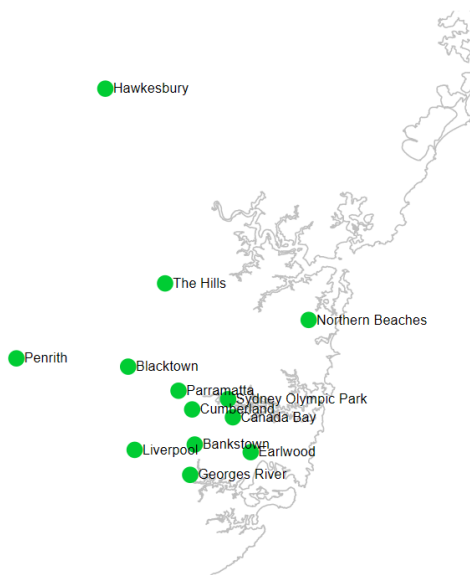 Hawkesbury
The Hills
Northern Beaches
Penrith
Blacktown
Parramatta
Sydney Olympic Park
Cumberland
Canada Bay
Bankstown
Liverpool
Earlwood
Georges River